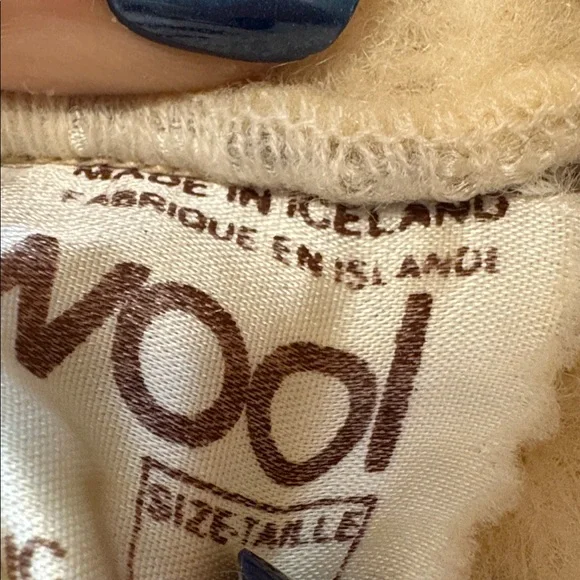 MADE IN ICELAND
FABRIQUE EN ISLANDE
wool
SIZE-TAILLE